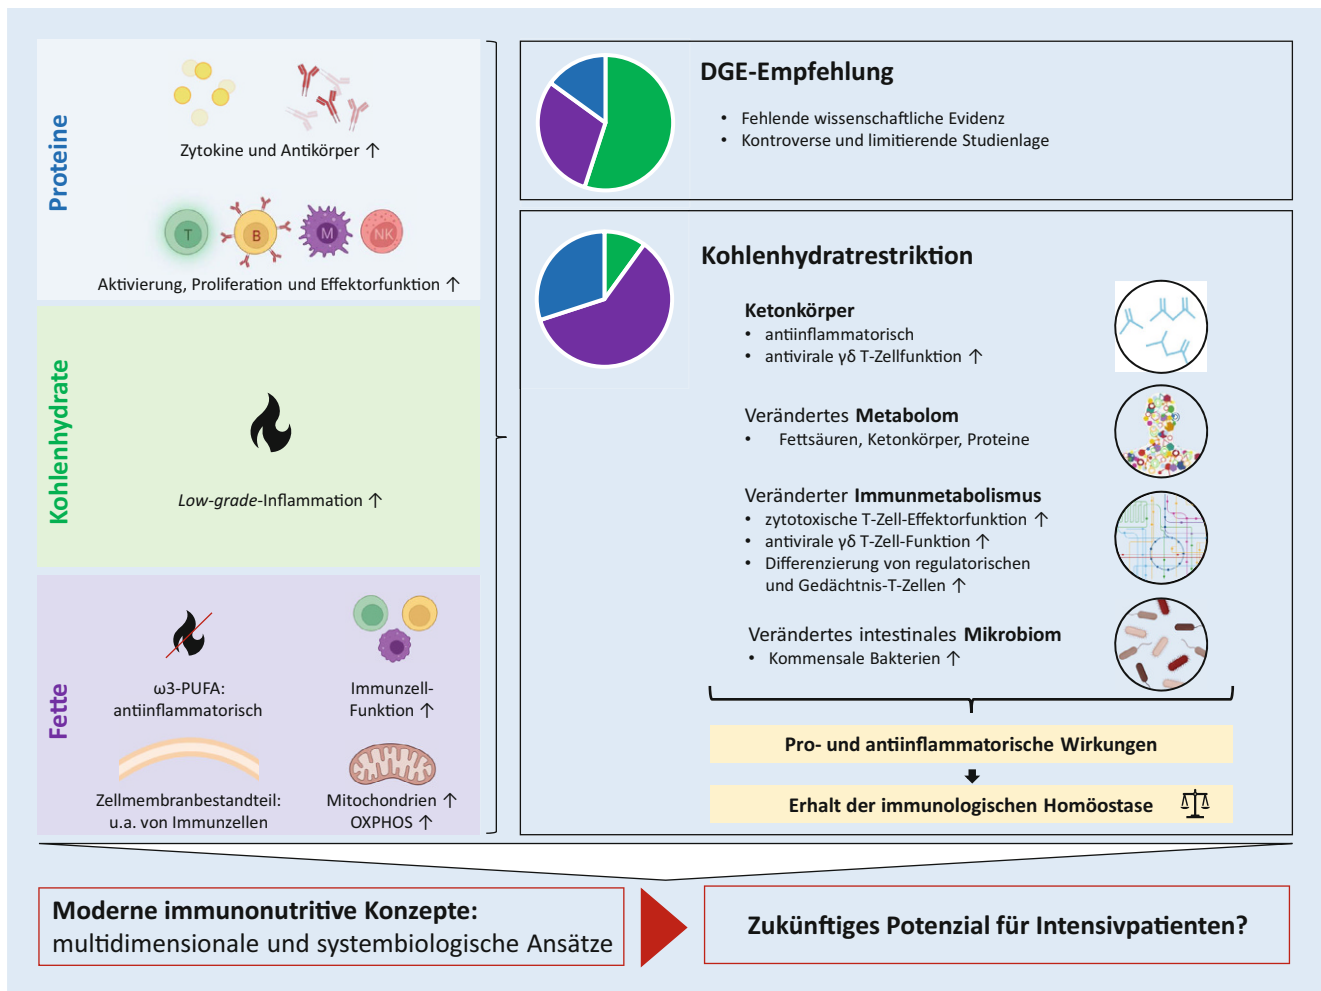 Proteine
Zytokine und Antikörper ↑
T
B
M
NK
Aktivierung, Proliferation und Effektorfunktion ↑
Kohlenhydrate
Low-grade-Inflammation ↑
Fette
ω3-PUFA:
antiinflammatorisch
Immunzell-
Funktion ↑
Zellmembranbestandteil:
u.a. von Immunzellen
Mitochondrien ↑
OXPHOS ↑
DGE-Empfehlung
• Fehlende wissenschaftliche Evidenz
• Kontroverse und limitierende Studienlage
Kohlenhydratrestriktion
Ketonkörper
• antiinflammatorisch
• antivirale γδ T-Zellfunktion ↑
Verändertes Metabolom
• Fettsäuren, Ketonkörper, Proteine
Veränderter Immunmetabolismus
• zytotoxische T-Zell-Effektorfunktion ↑
• antivirale γδ T-Zell-Funktion ↑
• Differenzierung von regulatorischen
und Gedächtnis-T-Zellen ↑
Verändertes intestinales Mikrobiom
• Kommensale Bakterien ↑
Pro- und antiinflammatorische Wirkungen
Erhalt der immunologischen Homöostase
Moderne immunonutritive Konzepte:
multidimensionale und systembiologische Ansätze
Zukünftiges Potenzial für Intensivpatienten?